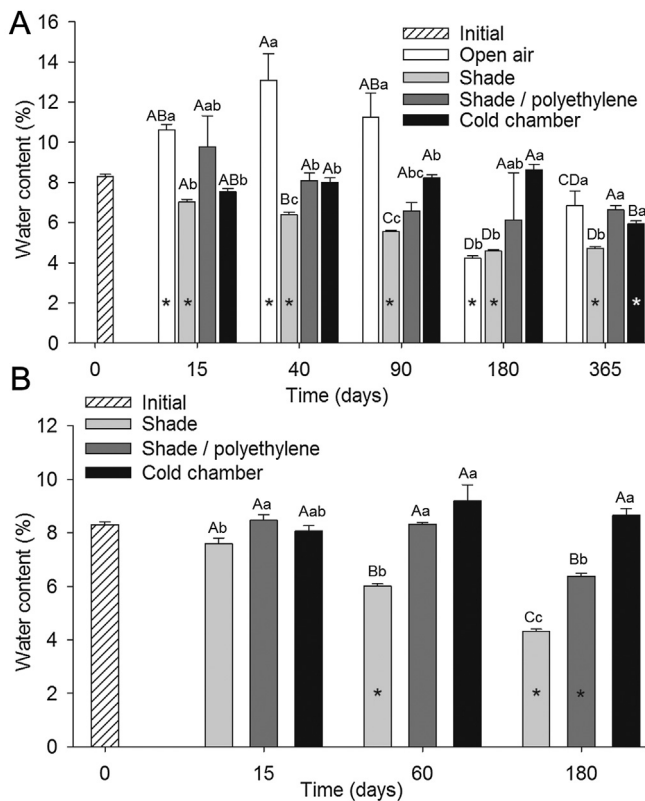 A
16
14
12
10
8
6
4
2
0
Water content (%)
Initial
Open air
Shade
Shade / polyethylene
Cold chamber
ABa
Ab
Aab
ABb
Aa
Bc
Ab
Ab
ABa
Cc
Abc
Ab
Db
Db
Aab
Aa
CDa
Db
Aa
Ba
* * * * * * * * *
0 15 40 90 180 365
Time (days)
B
Initial
Shade
Shade / polyethylene
Cold chamber
12
10
8
6
4
2
0
Water content (%)
Ab
Aa
Aab
Bb
Aa
Aa
Cc
Bb
Aa
* * *
0 15 60 180
Time (days)